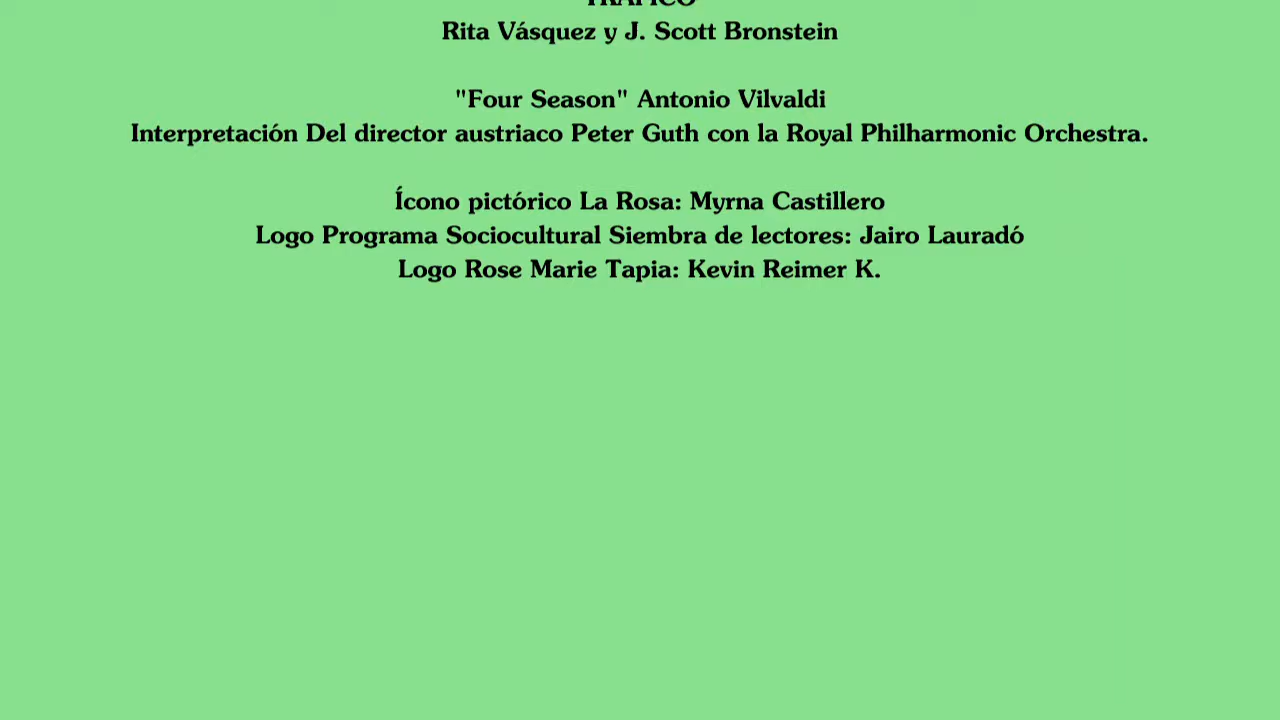 TRÁFICO
Rita Vásquez y J. Scott Bronstein
"Four Season" Antonio Vilvaldi
Interpretación Del director austriaco Peter Guth con la Royal Philharmonic Orchestra.
Ícono pictórico La Rosa: Myrna Castillero
Logo Programa Sociocultural Siembra de lectores: Jairo Lauradó
Logo Rose Marie Tapia: Kevin Reimer K.